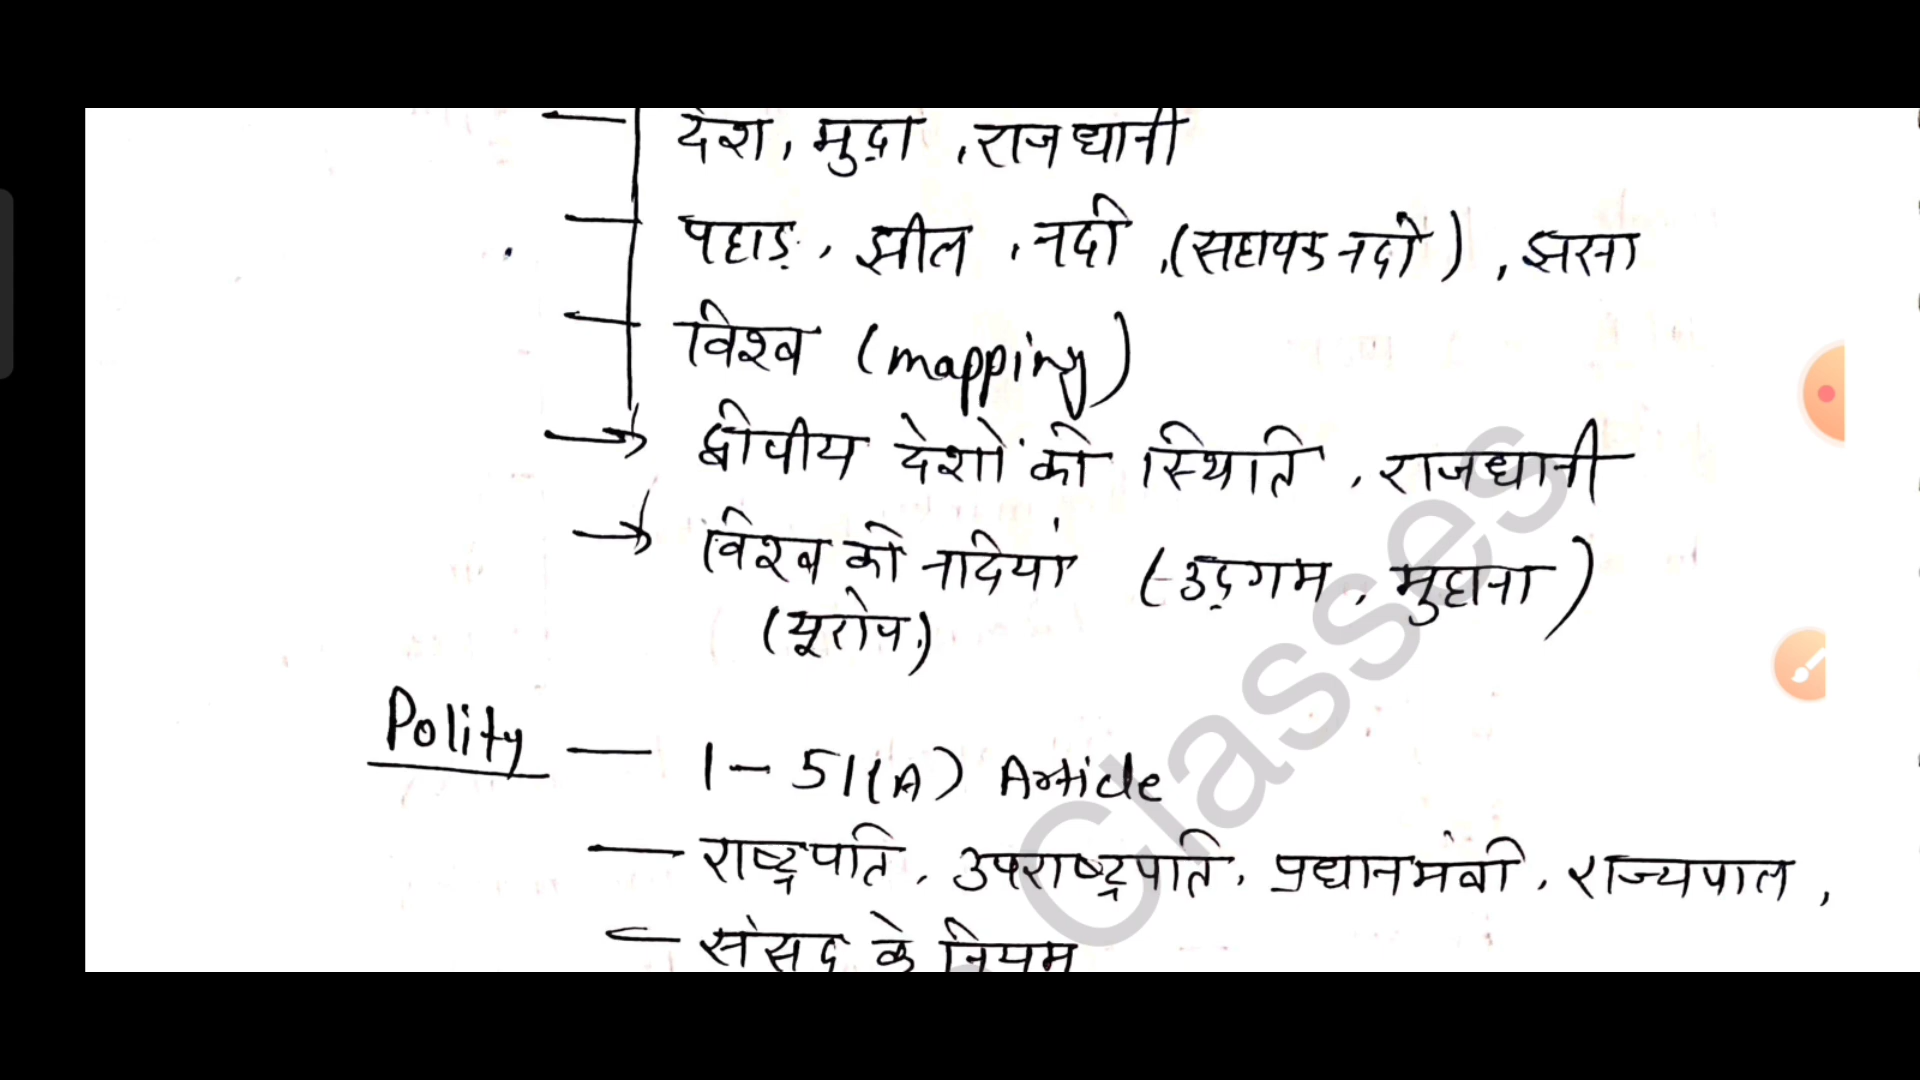 देश, मुद्रा, राजधानी
पहाड़, झील, नदी, (सहायक नदी), झरना
विश्व (mapping)
द्वीपीय देशों की स्थिति, राजधानी
विश्व की नदियां (उद्गम, मुहाना)
(यूरोप)
Polity — 1 - 51(A) Article
— राष्ट्रपति, उपराष्ट्रपति, प्रधानमंत्री, राज्यपाल,
— संसद के नियम
Classes